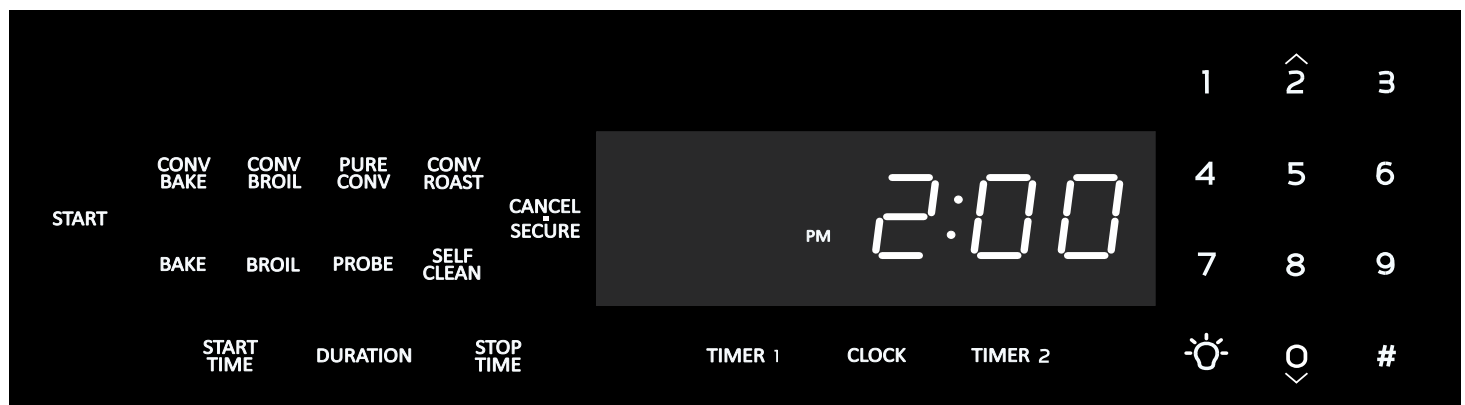 1 2 3
CONV BAKE CONV BROIL PURE CONV CONV ROAST
4 5 6
START
CANCEL
SECURE
PM 2:00
BAKE BROIL PROBE SELF CLEAN
7 8 9
START TIME DURATION STOP TIME
TIMER 1 CLOCK TIMER 2
0 #